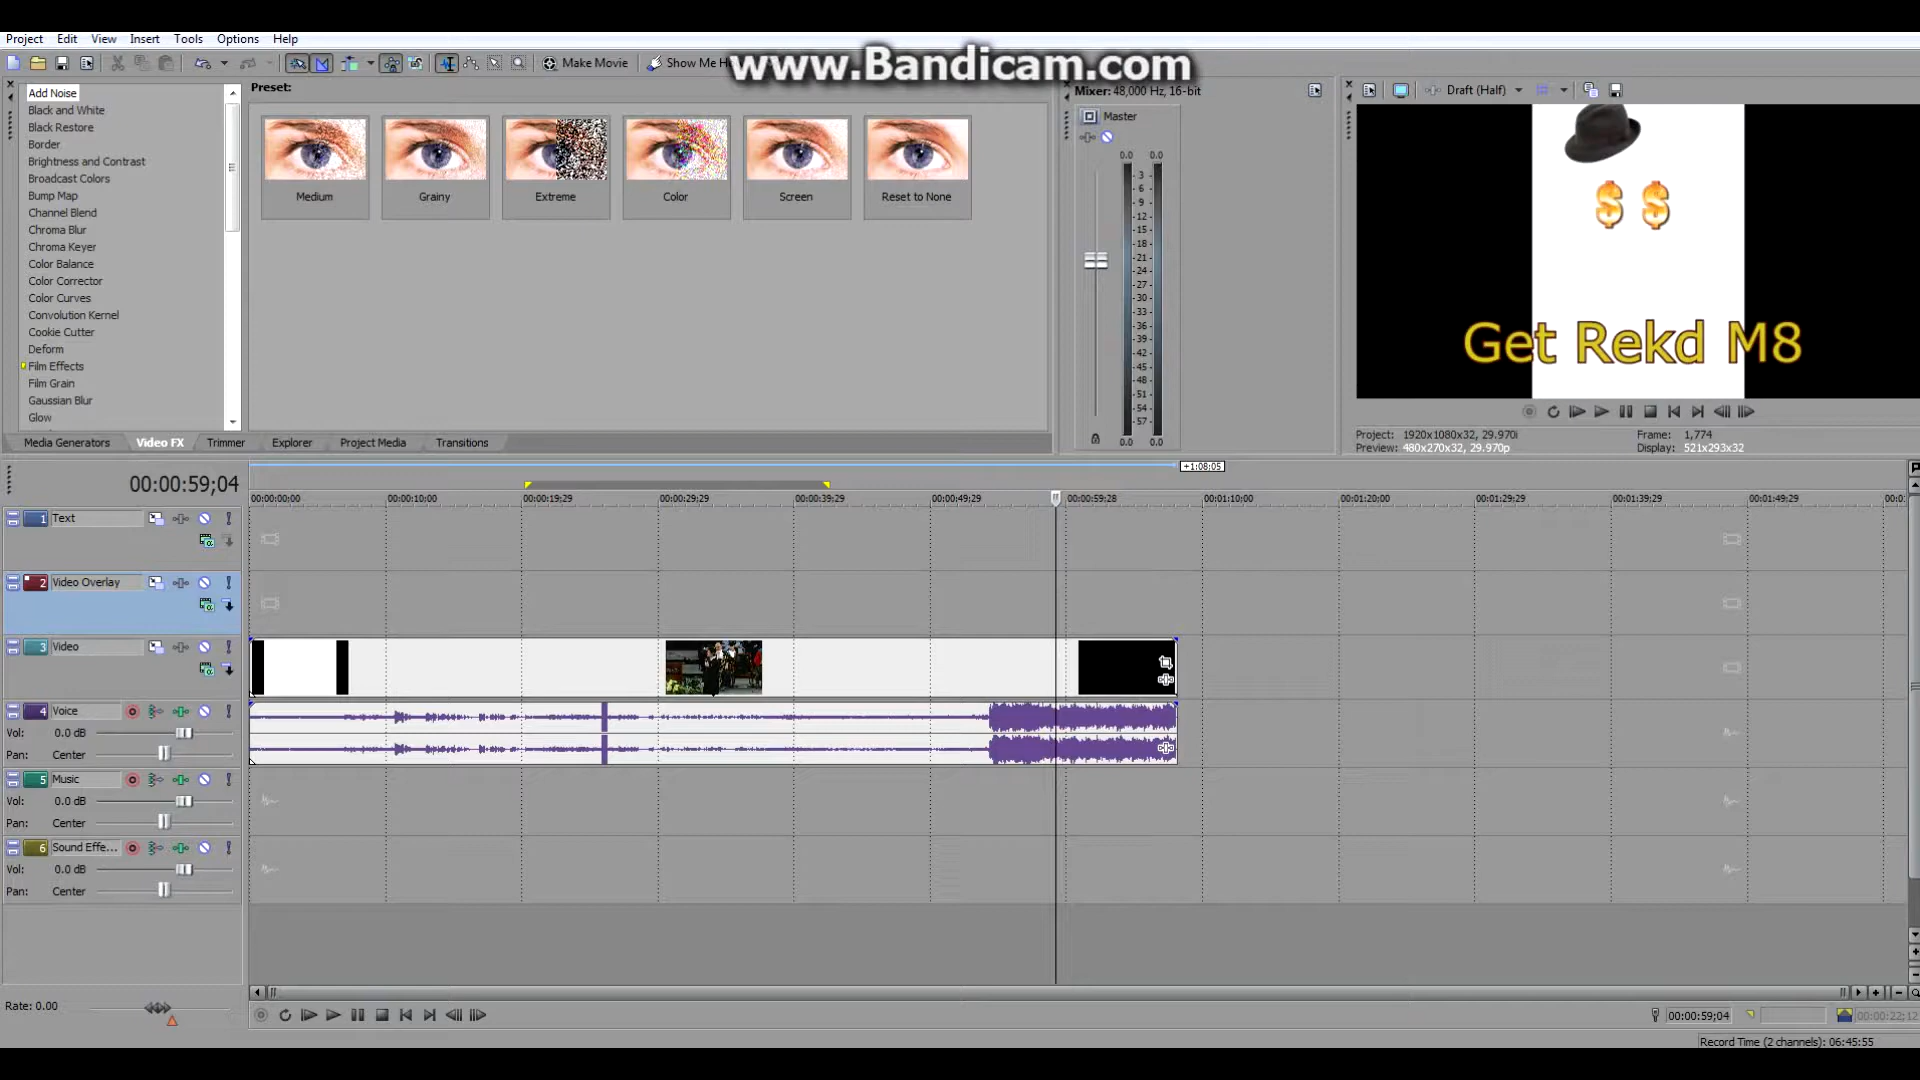 Project Edit View Insert Tools Options Help
www.Bandicam.com
Make Movie
Show Me H
Add Noise
Black and White
Black Restore
Border
Brightness and Contrast
Broadcast Colors
Bump Map
Channel Blend
Chroma Blur
Chroma Keyer
Color Balance
Color Corrector
Color Curves
Convolution Kernel
Cookie Cutter
Deform
Film Effects
Film Grain
Gaussian Blur
Glow
Preset:
Medium Grainy Extreme Color Screen Reset to None
Media Generators Video FX Trimmer Explorer Project Media Transitions
Mixer: 48,000 Hz, 16-bit
Master
0.0 0.0
- 3 -
- 6 -
- 9 -
-12-
-15-
-18-
-21-
-24-
-27-
-30-
-33-
-36-
-39-
-42-
-45-
-48-
-51-
-54-
-57-
0.0 0.0
Draft (Half)
$ $
Get Rekd M8
Project: 1920x1080x32, 29.970i Frame: 1,774
Preview: 480x270x32, 29.970p Display: 521x293x32
00:00:59;04
+1:08:05
00:00:00;00 00:00:10;00 00:00:19;29 00:00:29;29 00:00:39;29 00:00:49;29 00:00:59;28 00:01:10;00 00:01:20;00 00:01:29;29 00:01:39;29 00:01:49;29 00:0
1 Text
2 Video Overlay
3 Video
4 Voice
Vol: 0.0 dB
Pan: Center
5 Music
Vol: 0.0 dB
Pan: Center
6 Sound Effe...
Vol: 0.0 dB
Pan: Center
Rate: 0.00
00:00:59;04
00:00:22;12
Record Time (2 channels): 06:45:55